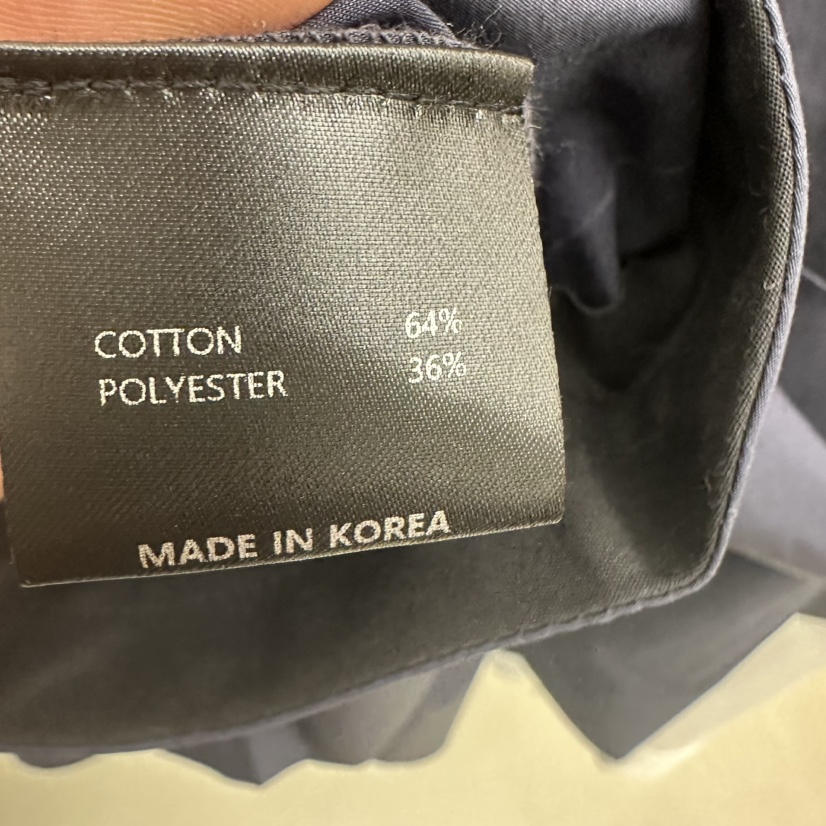 COTTON 64%
POLYESTER 36%
MADE IN KOREA